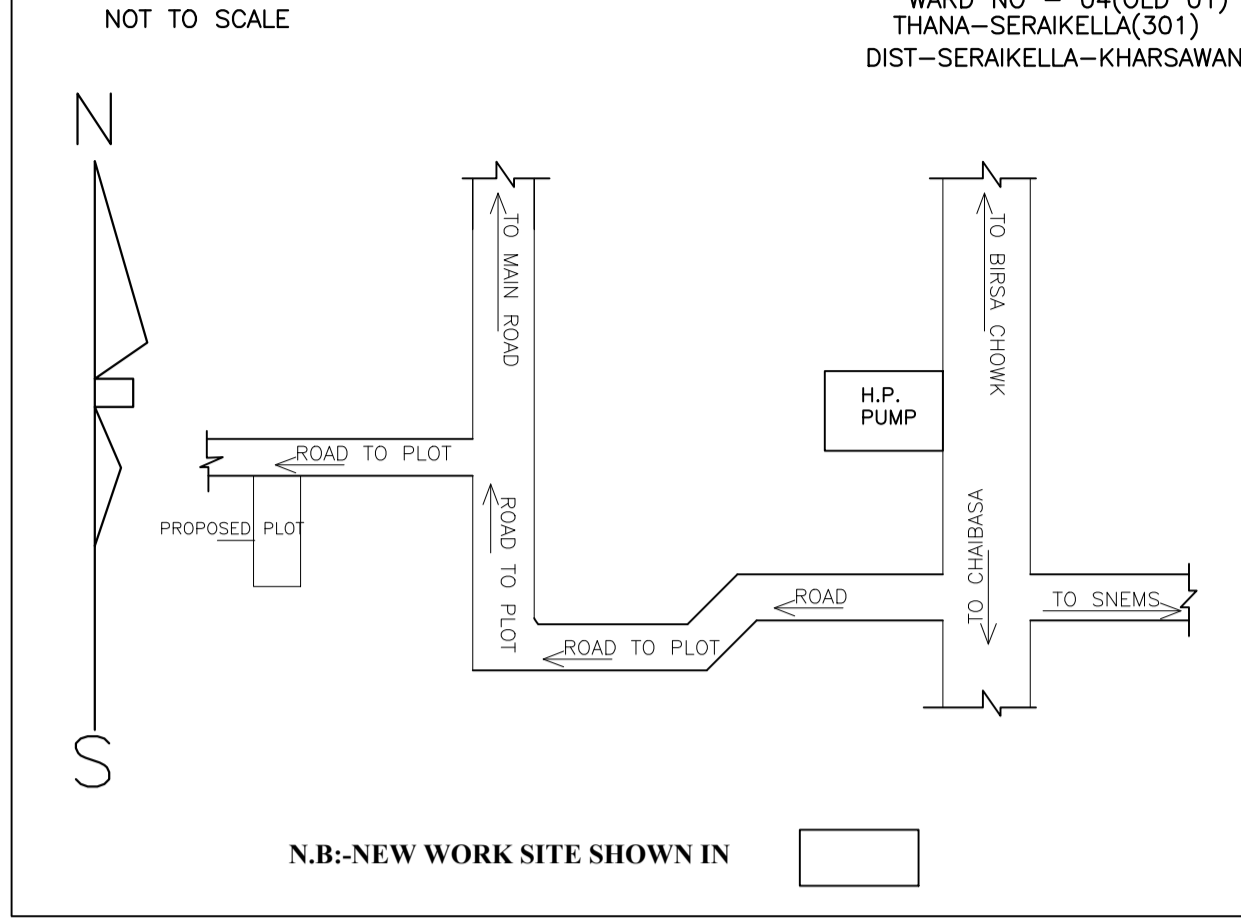 NOT TO SCALE
WARD NO - 04(OLD 01)
THANA-SERAIKELLA(301)
DIST-SERAIKELLA-KHARSAWAN
N
TO MAIN ROAD
TO BIRSA CHOWK
H.P.
PUMP
ROAD TO PLOT
PROPOSED PLOT
ROAD TO PLOT
TO CHAIBASA
ROAD
TO SNEMS
ROAD TO PLOT
S
N.B:-NEW WORK SITE SHOWN IN